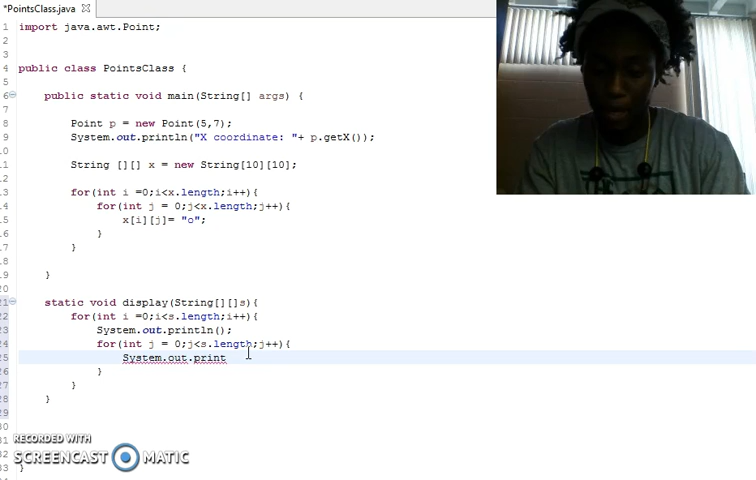 *PointsClass.java
1 import java.awt.Point;
2
3
4 public class PointsClass {
5
6 public static void main(String[] args) {
7
8 Point p = new Point(5,7);
9 System.out.println("X coordinate: "+ p.getX());
10
11 String [][] x = new String[10][10];
12
13 for(int i =0;i<x.length;i++){
14 for(int j = 0;j<x.length;j++){
15 x[i][j]= "o";
16 }
17 }
18
19 }
20
21 static void display(String[][]s){
22 for(int i =0;i<s.length;i++){
23 System.out.println();
24 for(int j = 0;j<s.length;j++){
25 System.out.print
26 }
27 }
28 }
29
30
RECORDED WITH
SCREENCAST MATIC
33 }